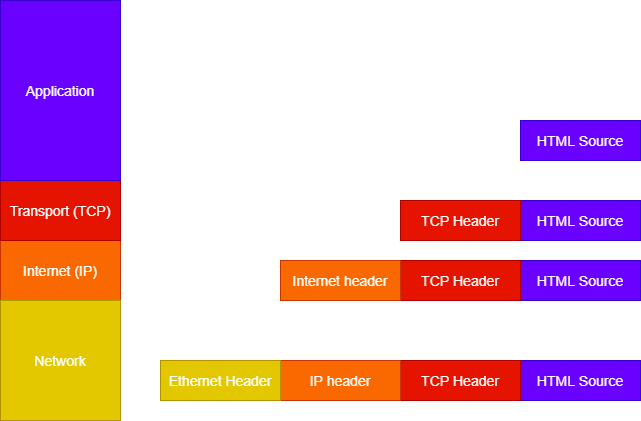 Application
HTML Source
Transport (TCP)
TCP Header
HTML Source
Internet (IP)
Internet header
TCP Header
HTML Source
Network
Ethernet Header
IP header
TCP Header
HTML Source